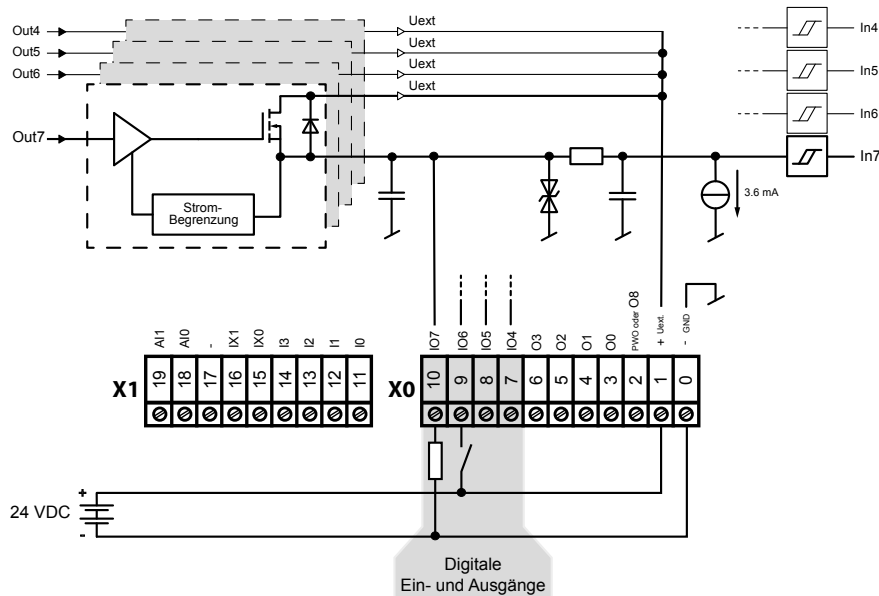 Out4
Uext
In4
Out5
Uext
In5
Out6
Uext
In6
Uext
Out7
In7
Strom-
Begrenzung
3.6 mA
AI1
AI0
-
IX1
IX0
I3
I2
I1
I0
IO7
IO6
IO5
IO4
O3
O2
O1
O0
PWO oder O8
+ Uext.
- GND
X1
19
18
17
16
15
14
13
12
11
X0
10
9
8
7
6
5
4
3
2
1
0
+
24 VDC
-
Digitale
Ein- und Ausgänge